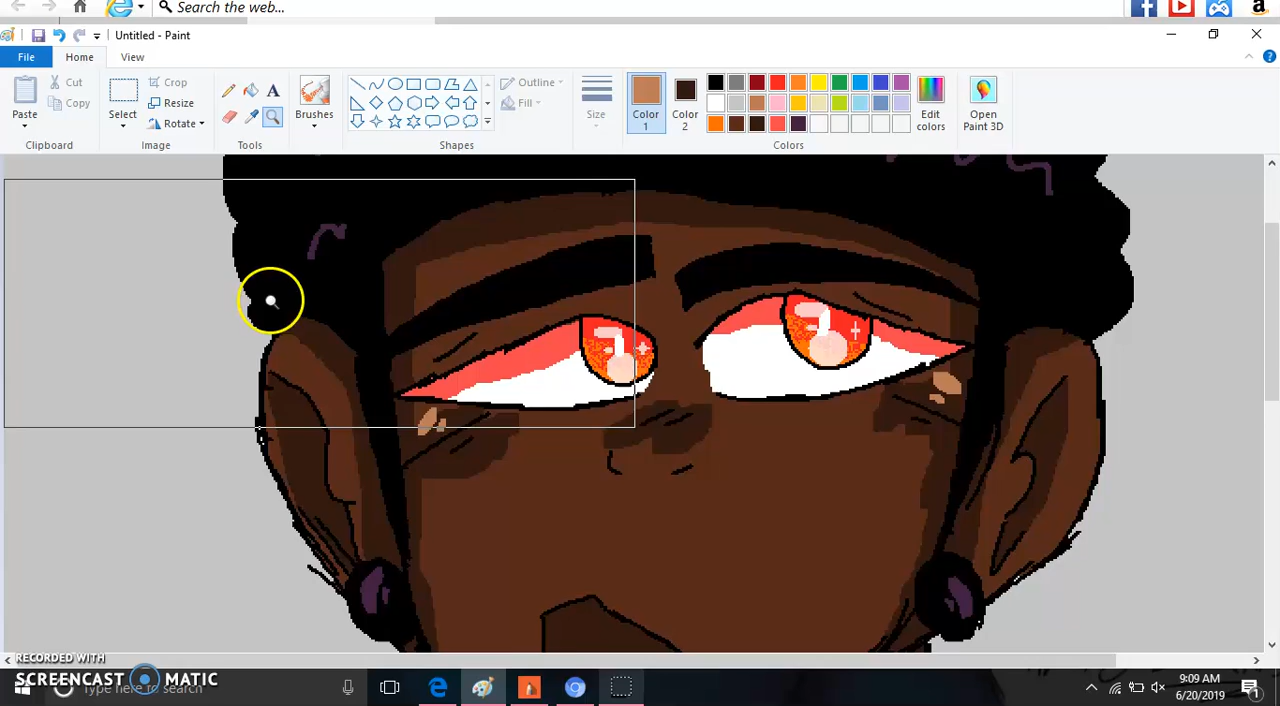 Search the web...
Untitled - Paint
File Home View
Paste
Cut
Copy
Clipboard
Select
Crop
Resize
Rotate
Image
A
Tools
Brushes
Outline
Fill
Shapes
Size
Color 1
Color 2
Edit colors
Colors
Open Paint 3D
RECORDED WITH
SCREENCAST MATIC
Type here to search
9:09 AM
6/20/2019
1